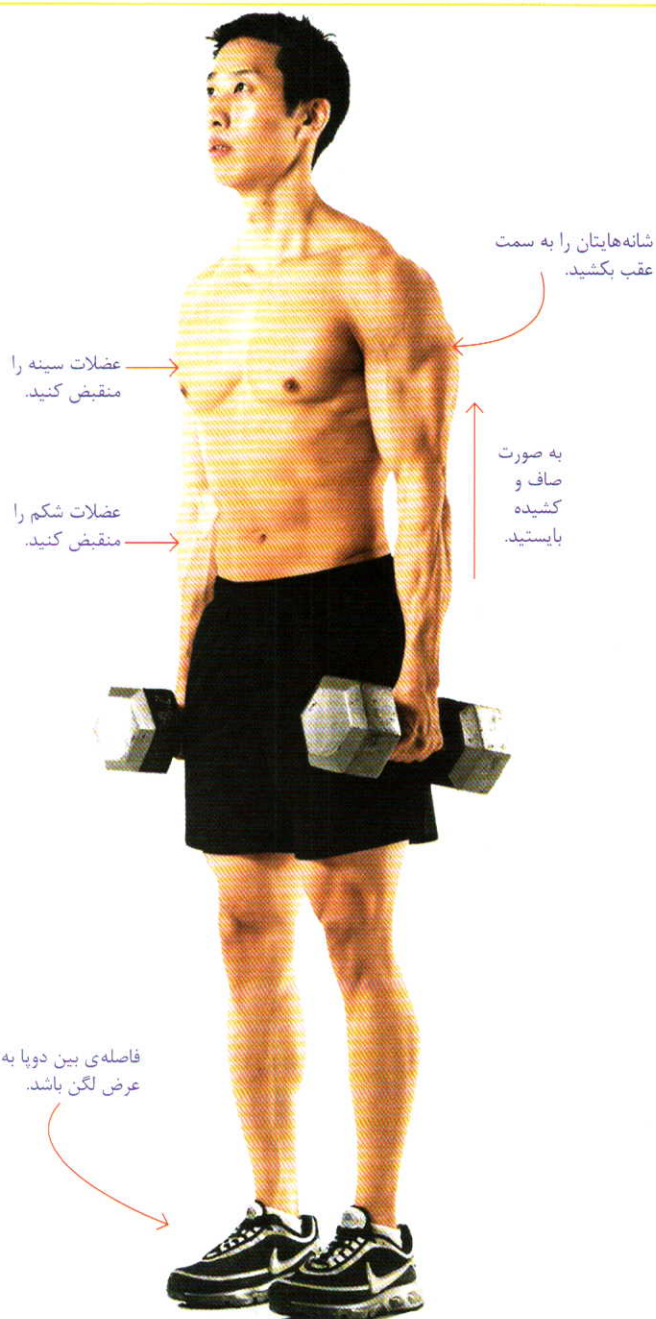 شانه‌هایتان را به سمت
عقب بکشید.
عضلات سینه را
منقبض کنید.
به صورت
صاف و
کشیده
بایستید.
عضلات شکم را
منقبض کنید.
فاصله‌ی بین دوپا به
عرض لگن باشد.